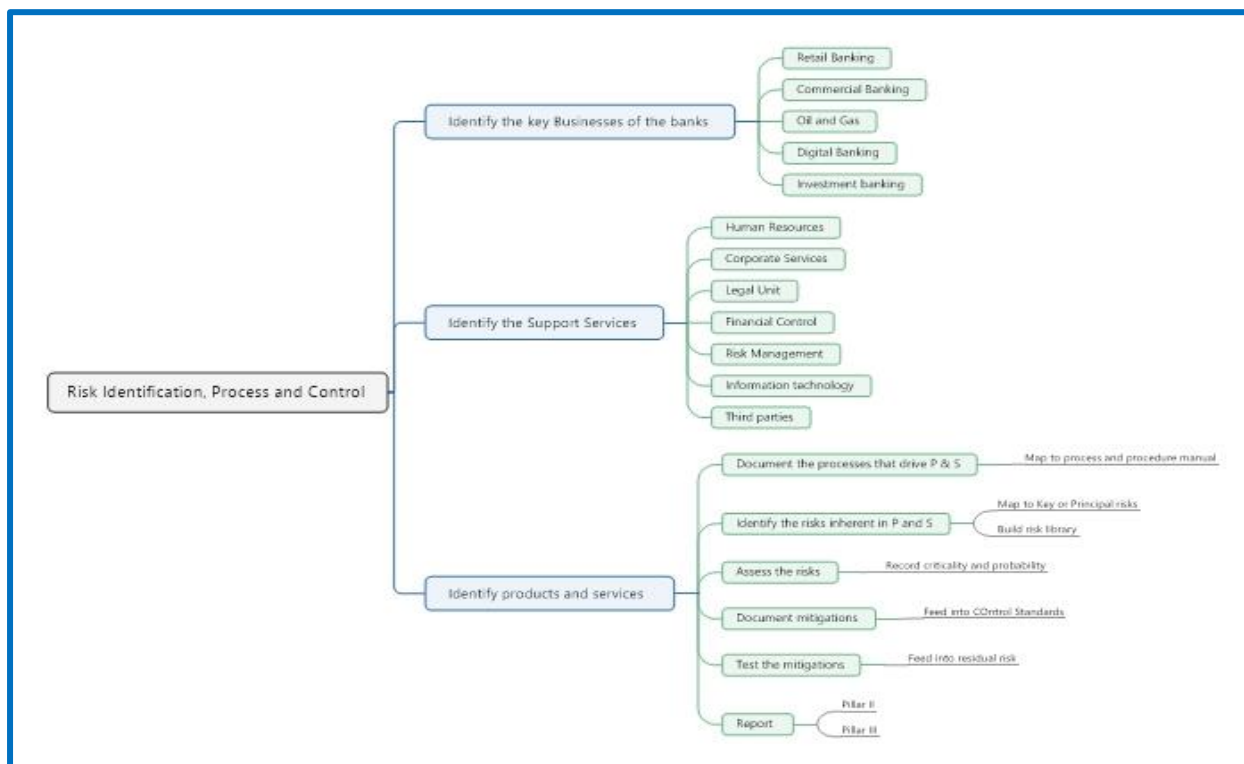 Risk Identification, Process and Control
Identify the key Businesses of the banks
Retail Banking
Commercial Banking
Oil and Gas
Digital Banking
Investment banking
Identify the Support Services
Human Resources
Corporate Services
Legal Unit
Financial Control
Risk Management
Information technology
Third parties
Identify products and services
Document the processes that drive P & S
Map to process and procedure manual
Identify the risks inherent in P and S
Map to Key or Principal risks
Build risk library
Assess the risks
Record criticality and probability
Document mitigations
Feed into COntrol Standards
Test the mitigations
Feed into residual risk
Report
Pillar II
Pillar III